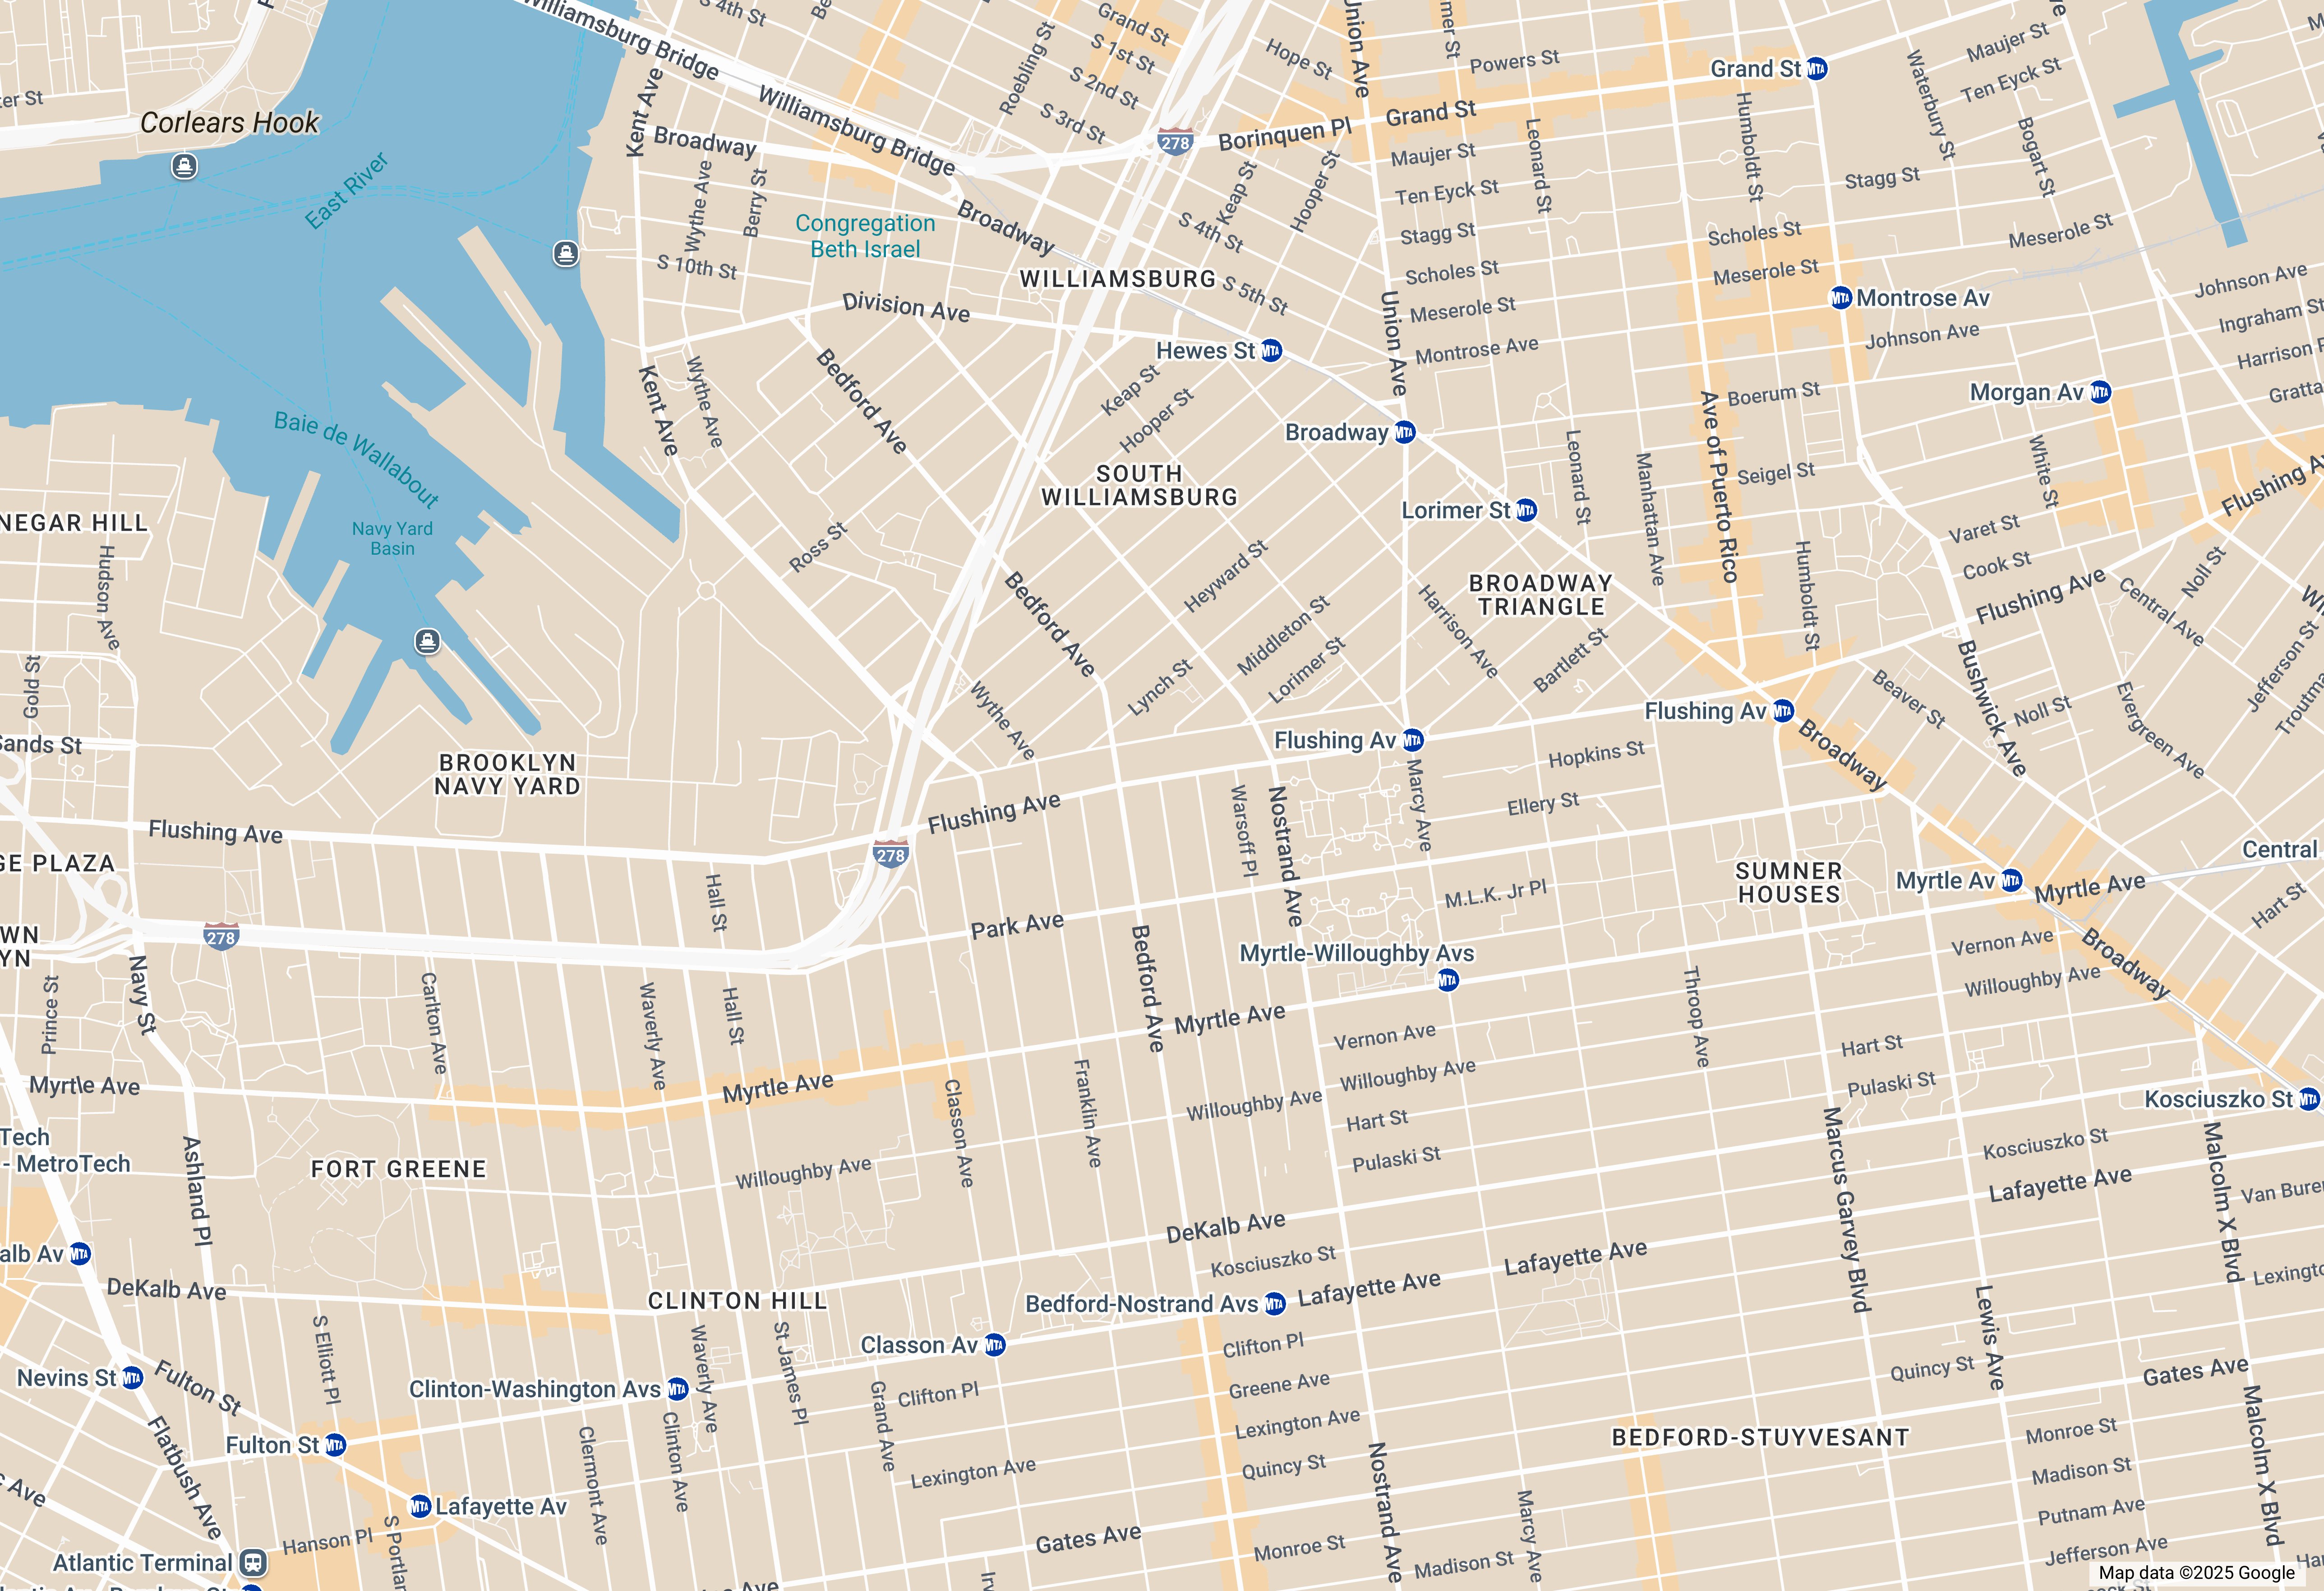 Williamsburg Bridge
S 4th St
Grand St
S 1st St
S 2nd St
S 3rd St
Roebling St
Hope St
Union Ave
Powers St
Grand St
Maujer St
Ten Eyck St
Waterbury St
Bogart St
Corlears Hook
Kent Ave
Broadway
Williamsburg Bridge
278
Borinquen Pl
Grand St
Maujer St
Leonard St
Humboldt St
East River
Wythe Ave
Berry St
Congregation
Beth Israel
Broadway
Keap St
Hooper St
S 4th St
Ten Eyck St
Stagg St
Stagg St
Scholes St
Meserole St
S 10th St
WILLIAMSBURG
S 5th St
Scholes St
Meserole St
Johnson Ave
Division Ave
Union Ave
Meserole St
Montrose Av
Ingraham St
Hewes St
Montrose Ave
Johnson Ave
Kent Ave
Wythe Ave
Bedford Ave
Keap St
Hooper St
Boerum St
Morgan Av
Baie de Wallabout
Broadway
Ave of Puerto Rico
SOUTH
WILLIAMSBURG
Leonard St
Manhattan Ave
Seigel St
White St
Flushing Av
Navy Yard
Basin
Lorimer St
Ross St
Varet St
Cook St
Hudson Ave
Heyward St
BROADWAY
TRIANGLE
Humboldt St
Flushing Ave
Central Ave
Noll St
Bedford Ave
Middleton St
Harrison Ave
Gold St
Lynch St
Lorimer St
Bartlett St
Jefferson St
Wythe Ave
Flushing Av
Beaver St
Bushwick Ave
Noll St
Evergreen Ave
Sands St
BROOKLYN
NAVY YARD
Flushing Av
Hopkins St
Broadway
Flushing Ave
Flushing Ave
Warsoff Pl
Nostrand Ave
Marcy Ave
Ellery St
278
Hall St
SUMNER
HOUSES
Myrtle Av
Myrtle Ave
Central
M.L.K. Jr Pl
Hart St
278
Park Ave
Bedford Ave
Myrtle-Willoughby Avs
Vernon Ave
Broadway
Navy St
Prince St
Carlton Ave
Waverly Ave
Hall St
Throop Ave
Willoughby Ave
Myrtle Ave
Vernon Ave
Hart St
Myrtle Ave
Myrtle Ave
Classon Ave
Franklin Ave
Willoughby Ave
Willoughby Ave
Pulaski St
Kosciuszko St
Hart St
Tech
- MetroTech
Ashland Pl
FORT GREENE
Willoughby Ave
Pulaski St
Marcus Garvey Blvd
Kosciuszko St
Malcolm X Blvd
Lafayette Ave
DeKalb Ave
DeKalb Ave
Kosciuszko St
Lafayette Ave
CLINTON HILL
Bedford-Nostrand Avs
Lafayette Ave
S Elliott Pl
Waverly Ave
St James Pl
Classon Av
Clifton Pl
Lewis Ave
Nevins St
Fulton St
Clinton-Washington Avs
Grand Ave
Clifton Pl
Greene Ave
Quincy St
Gates Ave
Flatbush Ave
Fulton St
Clermont Ave
Clinton Ave
Lexington Ave
BEDFORD-STUYVESANT
Monroe St
Malcolm X Blvd
Lexington Ave
Quincy St
Nostrand Ave
Madison St
Lafayette Av
Marcy Ave
Putnam Ave
Hanson Pl
Gates Ave
Monroe St
Jefferson Ave
Atlantic Terminal
Madison St
Map data ©2025 Google